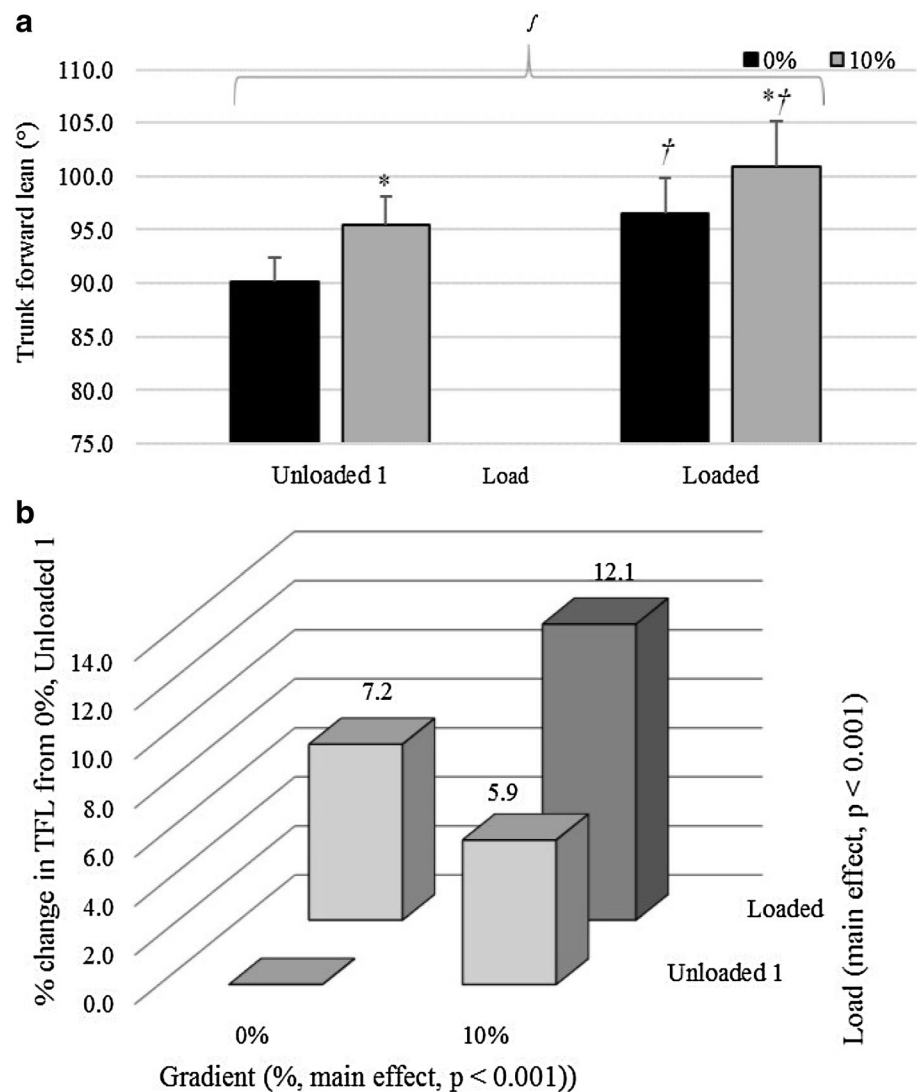 a
∫
0% 10%
110.0
105.0
100.0
95.0
90.0
85.0
80.0
75.0
Trunk forward lean (°)
*
†
*†
Unloaded 1 Load Loaded
b
% change in TFL from 0%, Unloaded 1
14.0
12.0
10.0
8.0
6.0
4.0
2.0
0.0
12.1
7.2
5.9
Loaded
Unloaded 1
Load (main effect, p < 0.001)
0% 10%
Gradient (%, main effect, p < 0.001))